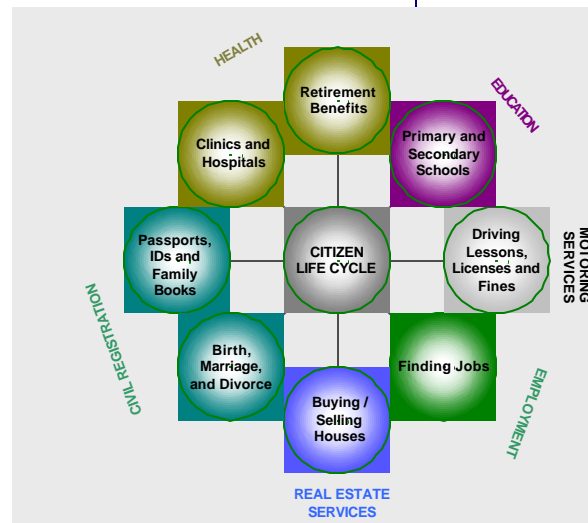 HEALTH
Retirement
Benefits
EDUCATION
Clinics and
Hospitals
Primary and
Secondary
Schools
Passports,
IDs and
Family
Books
CITIZEN
LIFE CYCLE
Driving
Lessons,
Licenses and
Fines
MOTORING
SERVICES
CIVIL REGISTRATION
Birth,
Marriage,
and Divorce
Finding Jobs
EMPLOYMENT
Buying /
Selling
Houses
REAL ESTATE
SERVICES